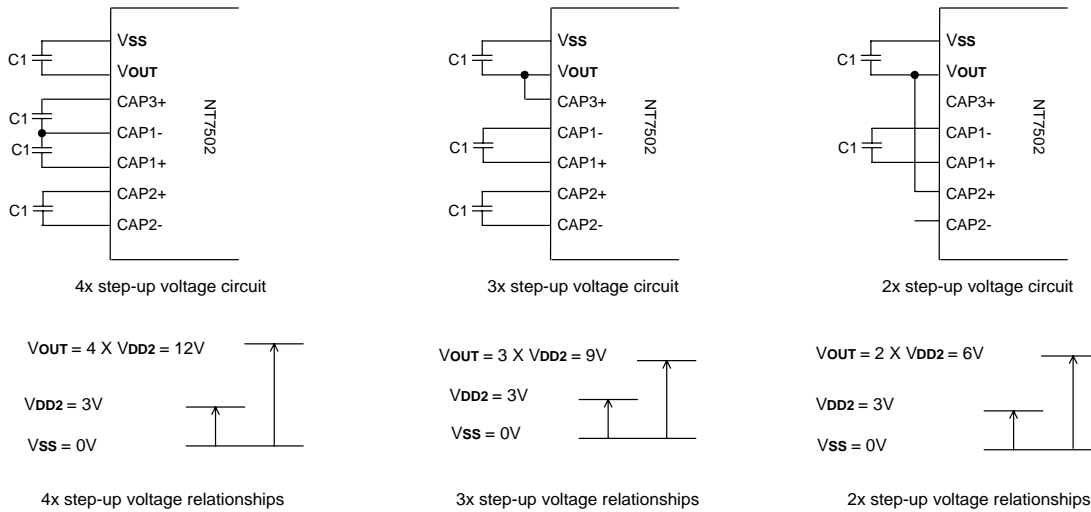 VSS
C1
VOUT
CAP3+
C1
CAP1-
C1
CAP1+
CAP2+
C1
CAP2-
NT7502
4x step-up voltage circuit
VSS
C1
VOUT
CAP3+
CAP1-
C1
CAP1+
CAP2+
C1
CAP2-
NT7502
3x step-up voltage circuit
VSS
C1
VOUT
CAP3+
CAP1-
C1
CAP1+
CAP2+
CAP2-
NT7502
2x step-up voltage circuit
VOUT = 4 X VDD2 = 12V
VDD2 = 3V
VSS = 0V
4x step-up voltage relationships
VOUT = 3 X VDD2 = 9V
VDD2 = 3V
VSS = 0V
3x step-up voltage relationships
VOUT = 2 X VDD2 = 6V
VDD2 = 3V
VSS = 0V
2x step-up voltage relationships